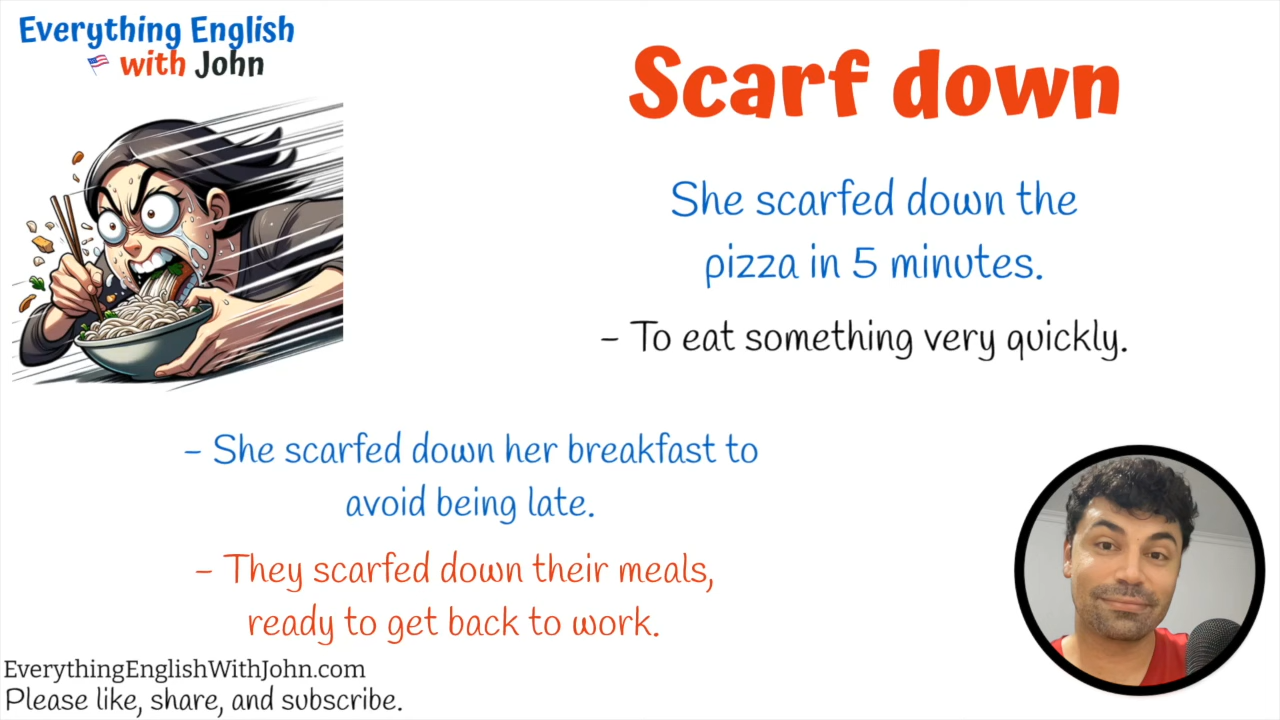 Everything English
with John
Scarf down
She scarfed down the
pizza in 5 minutes.
- To eat something very quickly.
- She scarfed down her breakfast to
avoid being late.
- They scarfed down their meals,
ready to get back to work.
EverythingEnglishWithJohn.com
Please like, share, and subscribe.